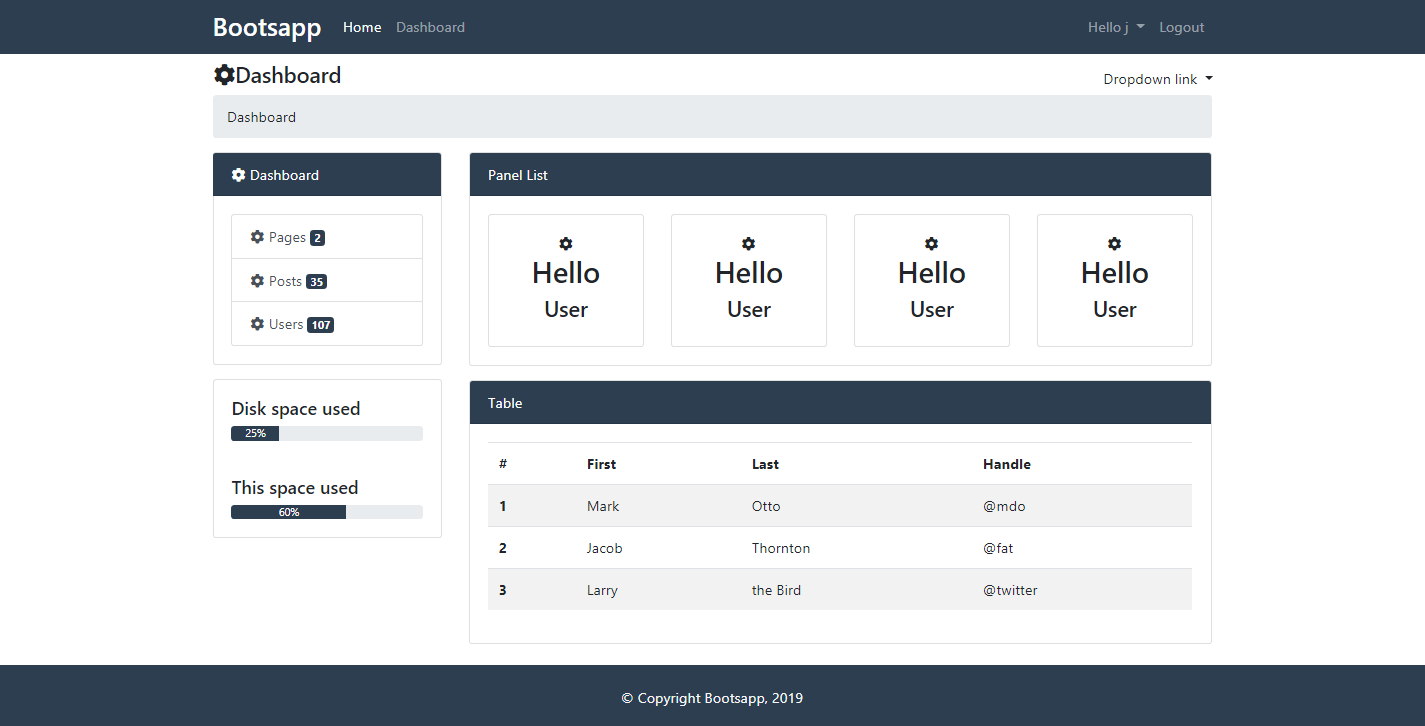 Bootsapp Home Dashboard Hello j Logout
Dashboard Dropdown link
Dashboard
Dashboard
Pages 2
Posts 35
Users 107
Disk space used
25%
This space used
60%
Panel List
Hello Hello Hello Hello
User User User User
Table
# First Last Handle
1 Mark Otto @mdo
2 Jacob Thornton @fat
3 Larry the Bird @twitter
© Copyright Bootsapp, 2019